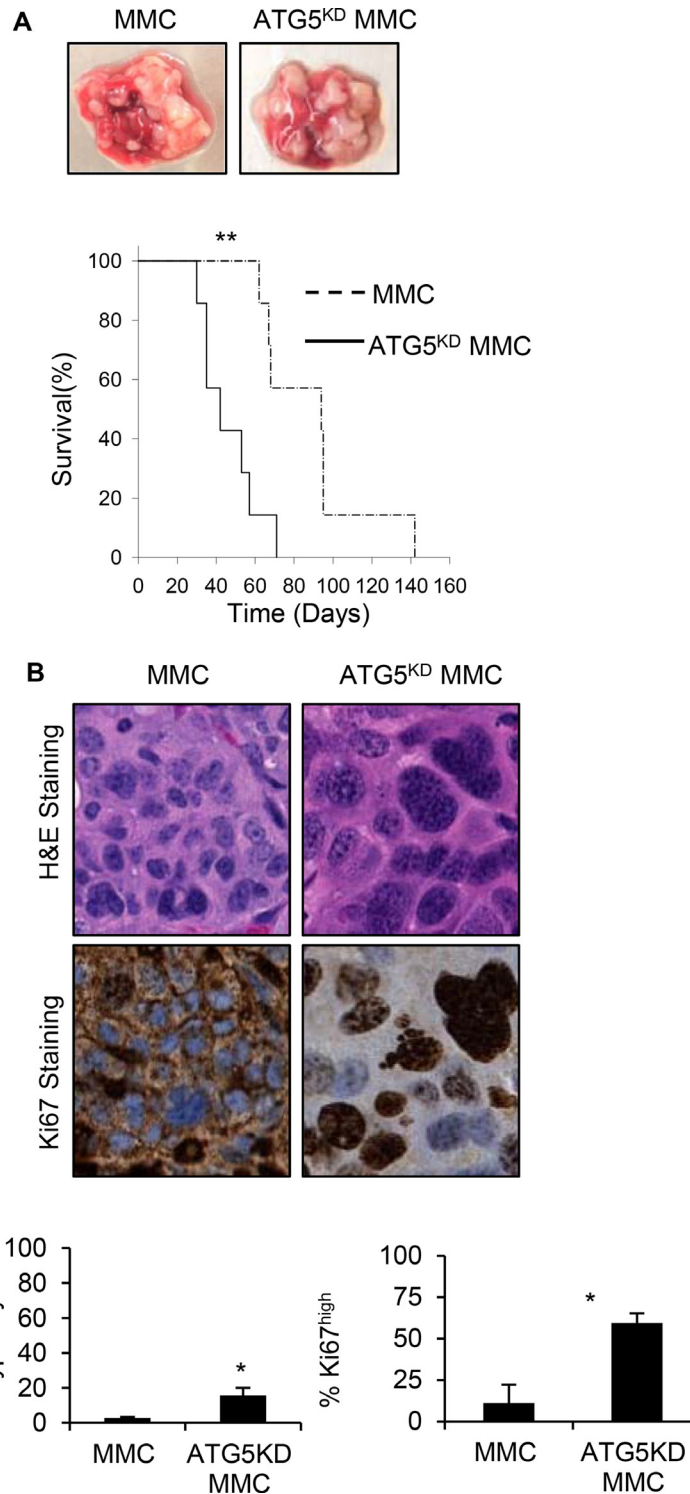 A
MMC ATG5ᴷᴰ MMC
**
100
80
60
40
20
0
Survival(%)
MMC
ATG5ᴷᴰ MMC
0 20 40 60 80 100 120 140 160
Time (Days)
B
MMC ATG5ᴷᴰ MMC
H&E Staining
Ki67 Staining
100
80
60
40
20
0
*
MMC ATG5KD
MMC
% Ki67ʰⁱᵍʰ
100
75
50
25
0
*
MMC ATG5KD
MMC